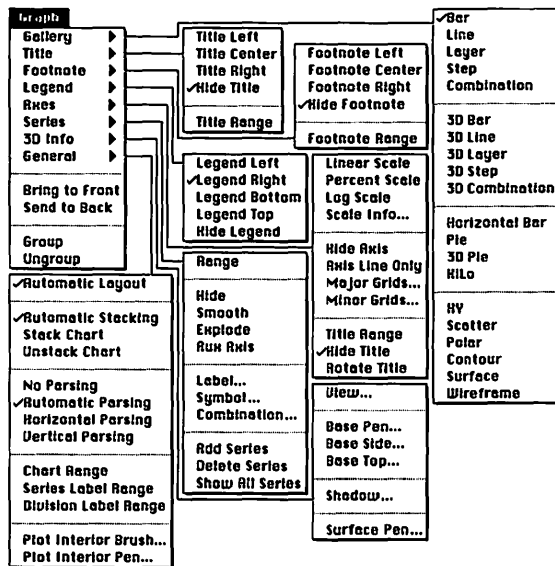 Graph
Gallery
Title
Footnote
Legend
Axes
Series
3D Info
General
Bring to Front
Send to Back
Group
Ungroup
Title Left
Title Center
Title Right
✓Hide Title
Title Range
Footnote Left
Footnote Center
Footnote Right
✓Hide Footnote
Footnote Range
✓Bar
Line
Layer
Step
Combination
3D Bar
3D Line
3D Layer
3D Step
3D Combination
Horizontal Bar
Pie
3D Pie
HiLo
XY
Scatter
Polar
Contour
Surface
Wireframe
Legend Left
✓Legend Right
Legend Bottom
Legend Top
Hide Legend
Linear Scale
Percent Scale
Log Scale
Scale Info...
Hide Axis
Axis Line Only
Major Grids...
Minor Grids...
Title Range
✓Hide Title
Rotate Title
Range
Hide
Smooth
Explode
Aux Axis
Label...
Symbol...
Combination...
Add Series
Delete Series
Show All Series
View...
Base Pen...
Base Side...
Base Top...
Shadow...
Surface Pen...
✓Automatic Layout
✓Automatic Stacking
Stack Chart
Unstack Chart
No Parsing
✓Automatic Parsing
Horizontal Parsing
Vertical Parsing
Chart Range
Series Label Range
Division Label Range
Plot Interior Brush...
Plot Interior Pen...